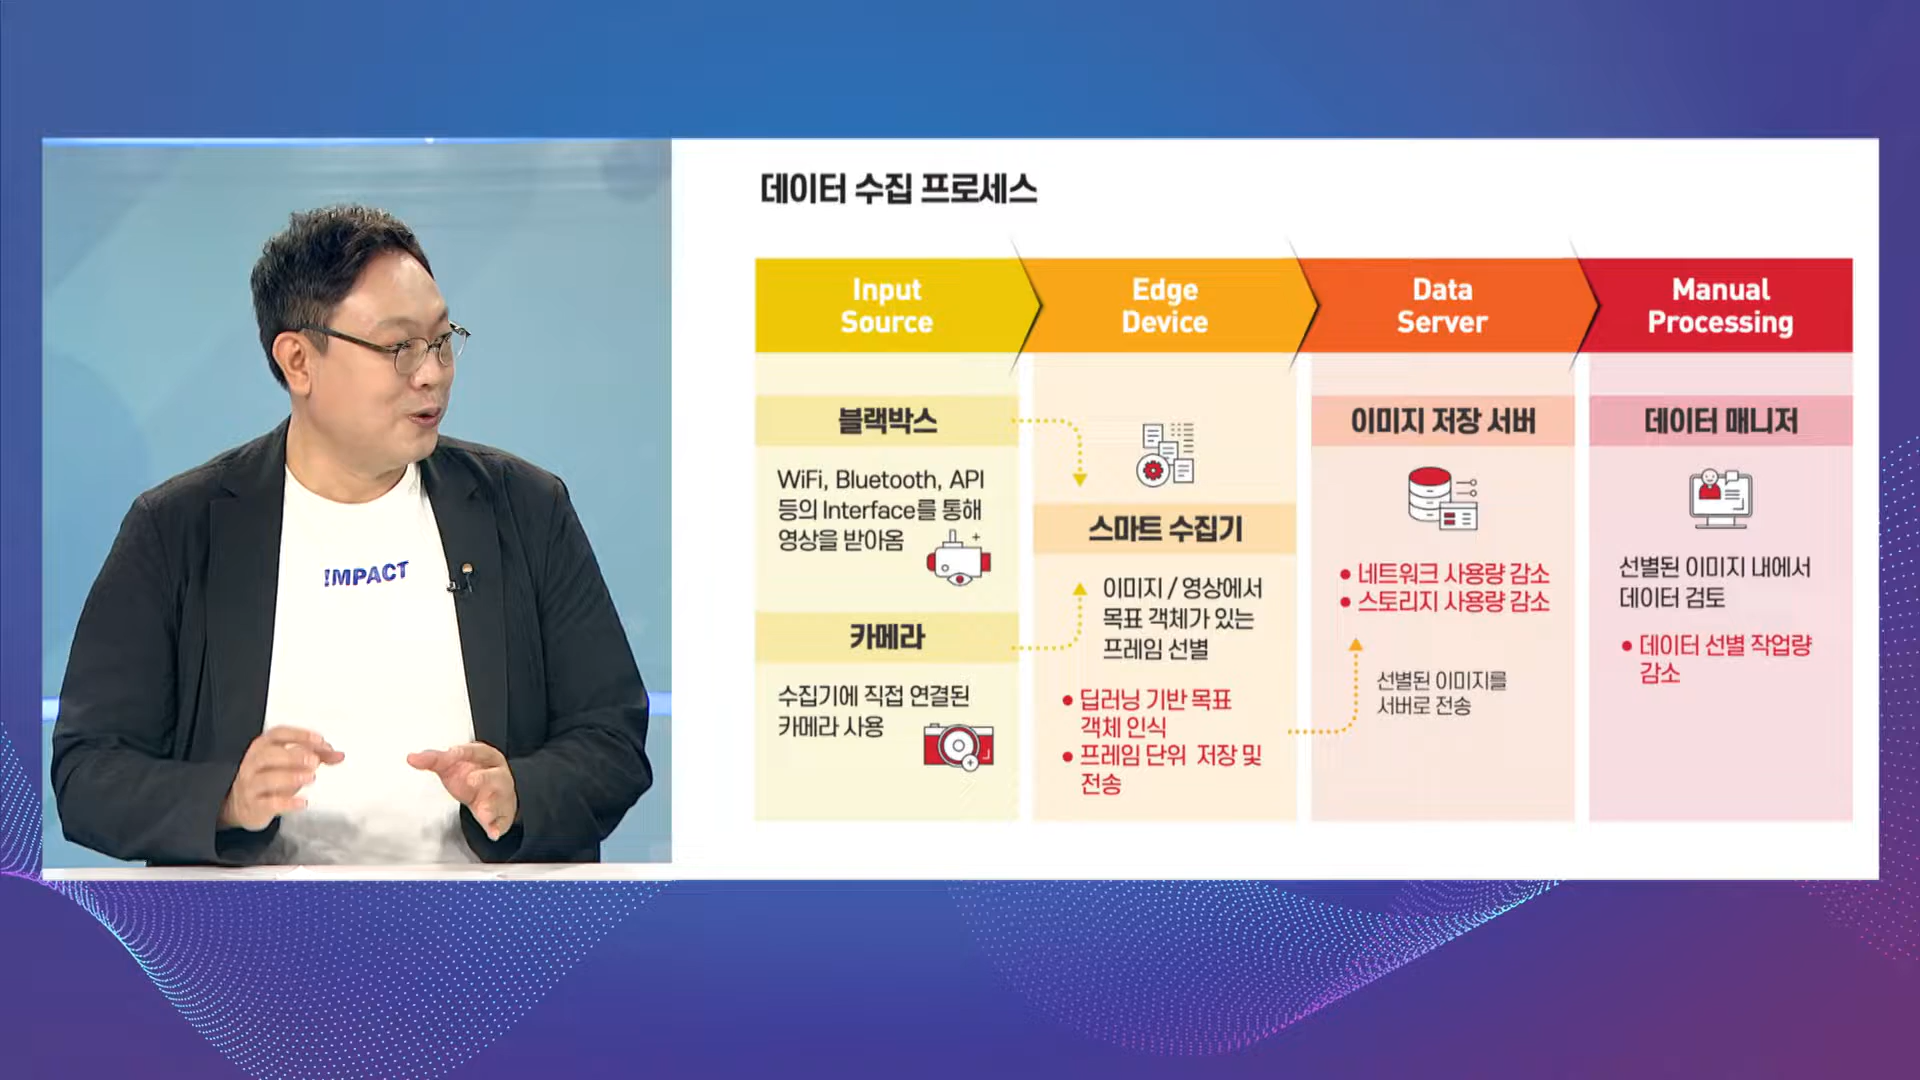 !MPACT
데이터 수집 프로세스
Input
Source
Edge
Device
Data
Server
Manual
Processing
블랙박스
WiFi, Bluetooth, API
등의 Interface를 통해
영상을 받아옴
카메라
수집기에 직접 연결된
카메라 사용
스마트 수집기
이미지 / 영상에서
목표 객체가 있는
프레임 선별
• 딥러닝 기반 목표
객체 인식
• 프레임 단위 저장 및
전송
이미지 저장 서버
• 네트워크 사용량 감소
• 스토리지 사용량 감소
선별된 이미지를
서버로 전송
데이터 매니저
선별된 이미지 내에서
데이터 검토
• 데이터 선별 작업량
감소